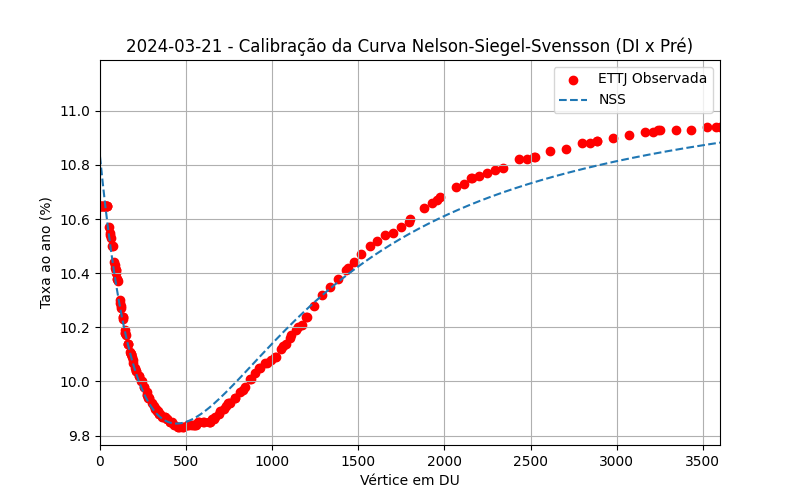 2024-03-21 - Calibração da Curva Nelson-Siegel-Svensson (DI x Pré)
ETTJ Observada
NSS
Taxa ao ano (%)
11.0
10.8
10.6
10.4
10.2
10.0
9.8
0 500 1000 1500 2000 2500 3000 3500
Vértice em DU